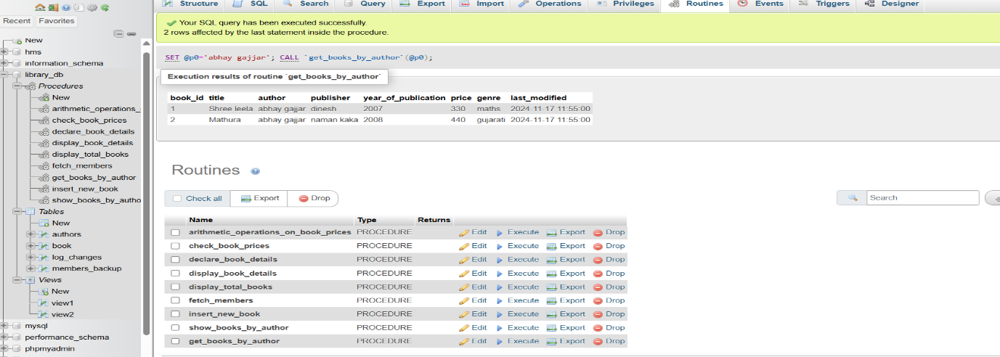 Recent Favorites
New
hms
information_schema
library_db
Procedures
New
arithmetic_operations_
check_book_prices
declare_book_details
display_book_details
display_total_books
fetch_members
get_books_by_author
insert_new_book
show_books_by_autho
Tables
New
authors
book
log_changes
members_backup
Views
New
view1
view2
mysql
performance_schema
phpmyadmin
Structure SQL Search Query Export Import Operations Privileges Routines Events Triggers Designer
Your SQL query has been executed successfully.
2 rows affected by the last statement inside the procedure.
SET @p0='abhay gajjar'; CALL `get_books_by_author`(@p0);
Execution results of routine `get_books_by_author`
book_id title author publisher year_of_publication price genre last_modified
1 Shree leela abhay gajjar dinesh 2007 330 maths 2024-11-17 11:55:00
2 Mathura abhay gajjar naman kaka 2008 440 gujarati 2024-11-17 11:55:00
Routines
Check all Export Drop Search
Name Type Returns
arithmetic_operations_on_book_prices PROCEDURE Edit Execute Export Drop
check_book_prices PROCEDURE Edit Execute Export Drop
declare_book_details PROCEDURE Edit Execute Export Drop
display_book_details PROCEDURE Edit Execute Export Drop
display_total_books PROCEDURE Edit Execute Export Drop
fetch_members PROCEDURE Edit Execute Export Drop
insert_new_book PROCEDURE Edit Execute Export Drop
show_books_by_author PROCEDURE Edit Execute Export Drop
get_books_by_author PROCEDURE Edit Execute Export Drop